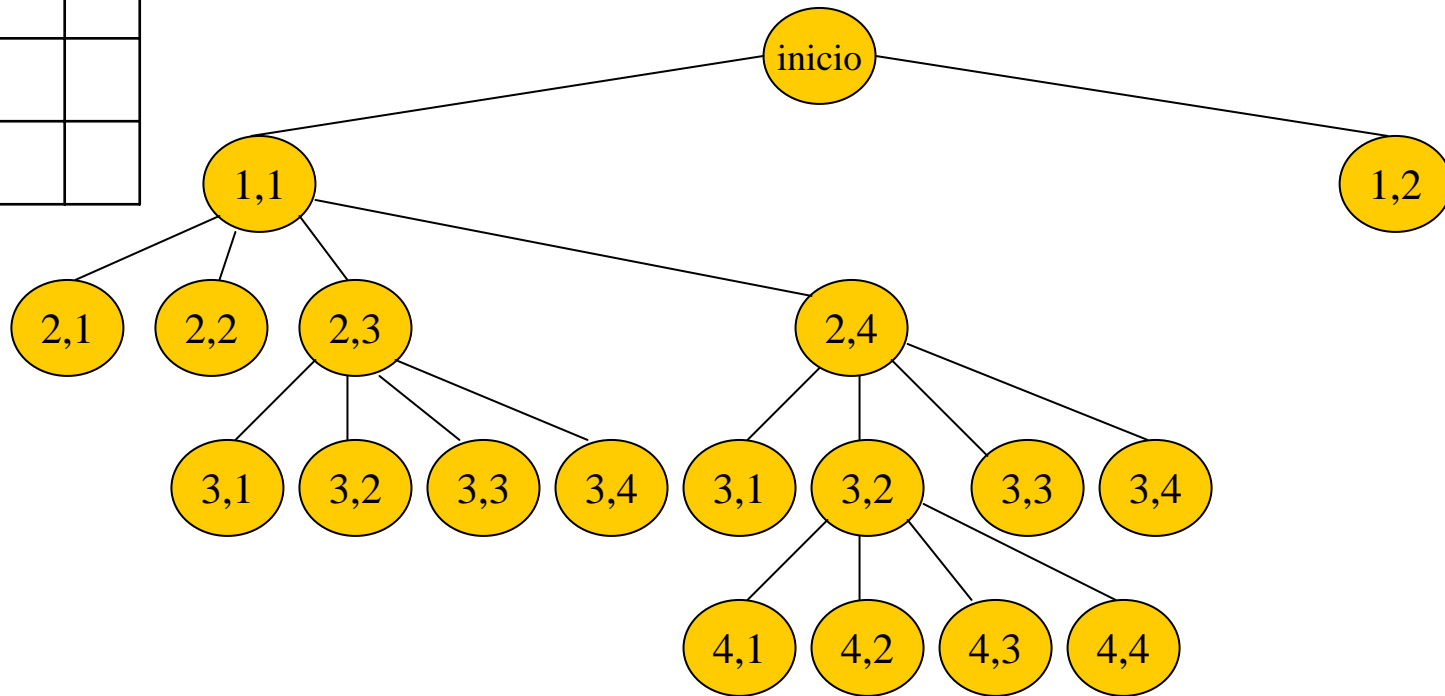 inicio
1,1 1,2
2,1 2,2 2,3 2,4
3,1 3,2 3,3 3,4 3,1 3,2 3,3 3,4
4,1 4,2 4,3 4,4